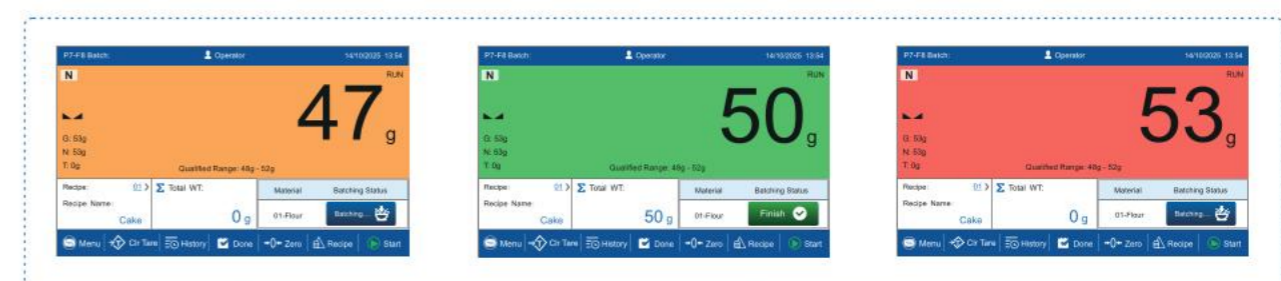 P7-F8 Batch: Operator 14/10/2025 13:54
N RUN
47 g
G: 53g
N: 53g
T: 0g Qualified Range: 48g - 52g
Recipe: 01 > Σ Total WT: Material Batching Status
Recipe Name:
Cake 0 g 01-Flour Batching...
Menu Clr Tare History Done →0← Zero Recipe Start
P7-F8 Batch: Operator 14/10/2025 13:54
N RUN
50 g
G: 53g
N: 53g
T: 0g Qualified Range: 48g - 52g
Recipe: 01 > Σ Total WT: Material Batching Status
Recipe Name:
Cake 50 g 01-Flour Finish
Menu Clr Tare History Done →0← Zero Recipe Start
P7-F8 Batch: Operator 14/10/2025 13:54
N RUN
53 g
G: 53g
N: 53g
T: 0g Qualified Range: 48g - 52g
Recipe: 01 > Σ Total WT: Material Batching Status
Recipe Name:
Cake 0 g 01-Flour Batching...
Menu Clr Tare History Done →0← Zero Recipe Start